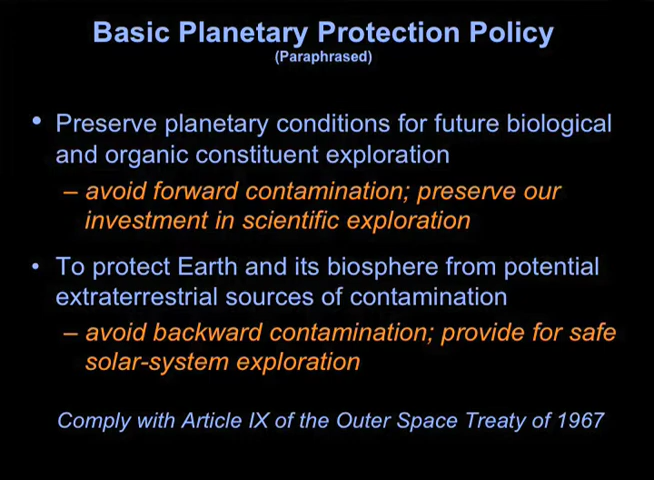 Basic Planetary Protection Policy
(Paraphrased)
• Preserve planetary conditions for future biological
and organic constituent exploration
– avoid forward contamination; preserve our
investment in scientific exploration
• To protect Earth and its biosphere from potential
extraterrestrial sources of contamination
– avoid backward contamination; provide for safe
solar-system exploration
Comply with Article IX of the Outer Space Treaty of 1967